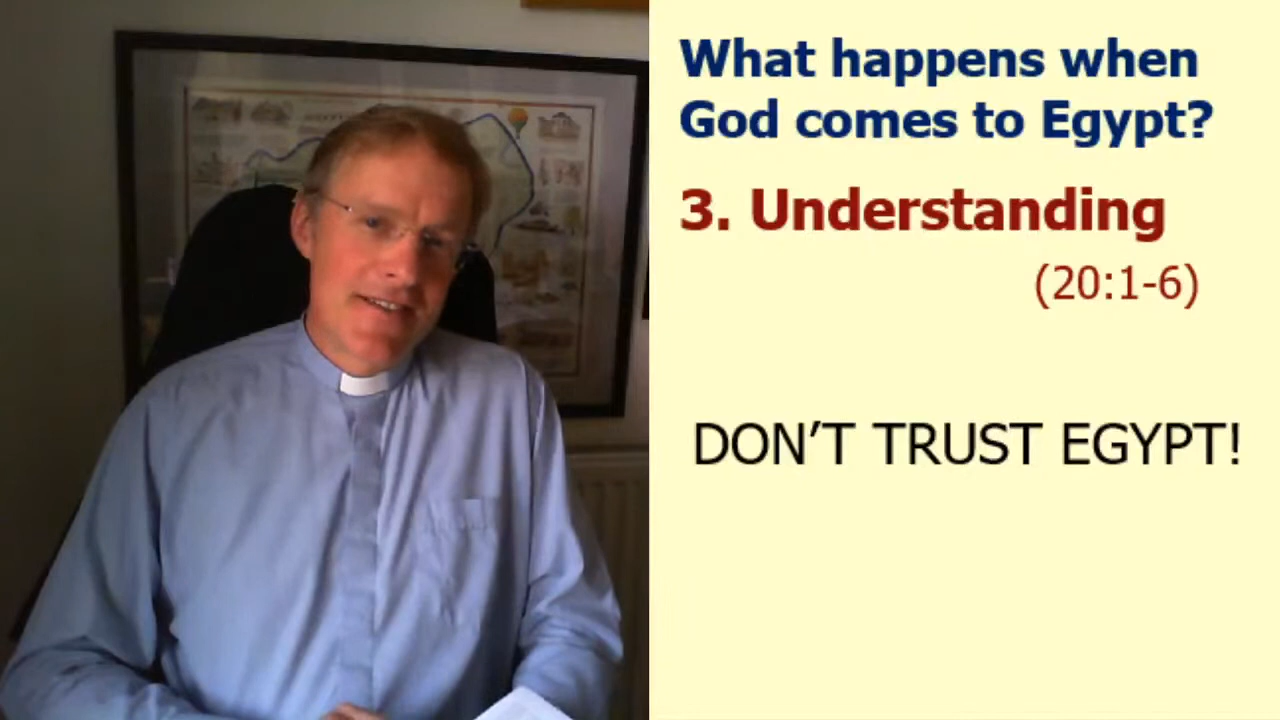 What happens when
God comes to Egypt?
3. Understanding
(20:1-6)
DON’T TRUST EGYPT!